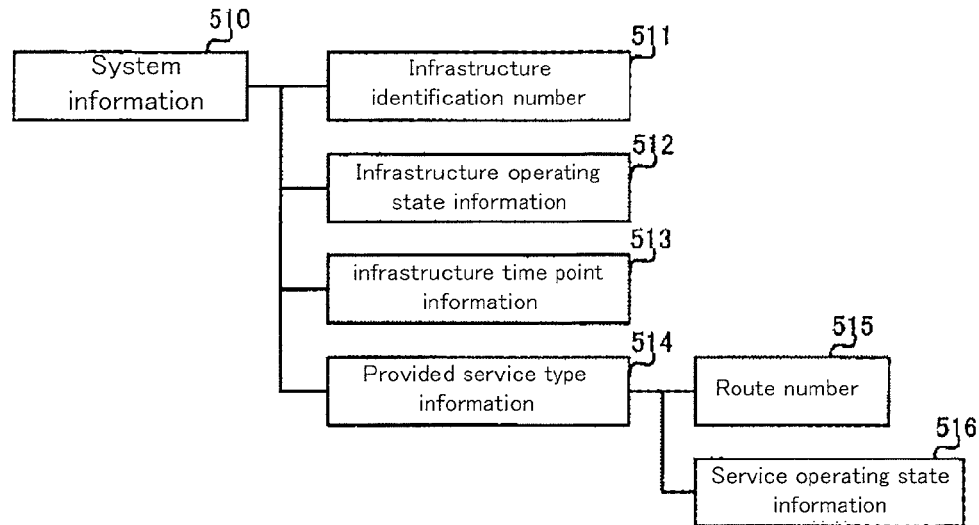 510
System
information
511
Infrastructure
identification number
512
Infrastructure operating
state information
513
infrastructure time point
information
514
Provided service type
information
515
Route number
516
Service operating state
information